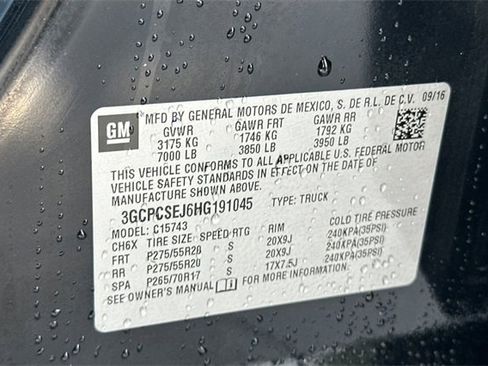 GM
MFD BY GENERAL MOTORS DE MEXICO, S. DE R.L. DE C.V. 09/16
GVWR GAWR FRT GAWR RR
3175 KG 1746 KG 1792 KG
7000 LB 3850 LB 3950 LB
THIS VEHICLE CONFORMS TO ALL APPLICABLE U.S. FEDERAL MOTOR
VEHICLE SAFETY STANDARDS IN EFFECT ON THE DATE OF
MANUFACTURE SHOWN ABOVE.
3GCPCSEJ6HG191045 TYPE: TRUCK
MODEL: C15743
CH6X TIRE SIZE SPEED RTG RIM COLD TIRE PRESSURE
FRT P275/55R20 S 20X9J 240KPA(35PSI)
RR P275/55R20 S 20X9J 240KPA(35PSI)
SPA P265/70R17 S 17X7.5J 240KPA(35PSI)
SEE OWNER'S MANUAL FOR MORE INFORMATION.